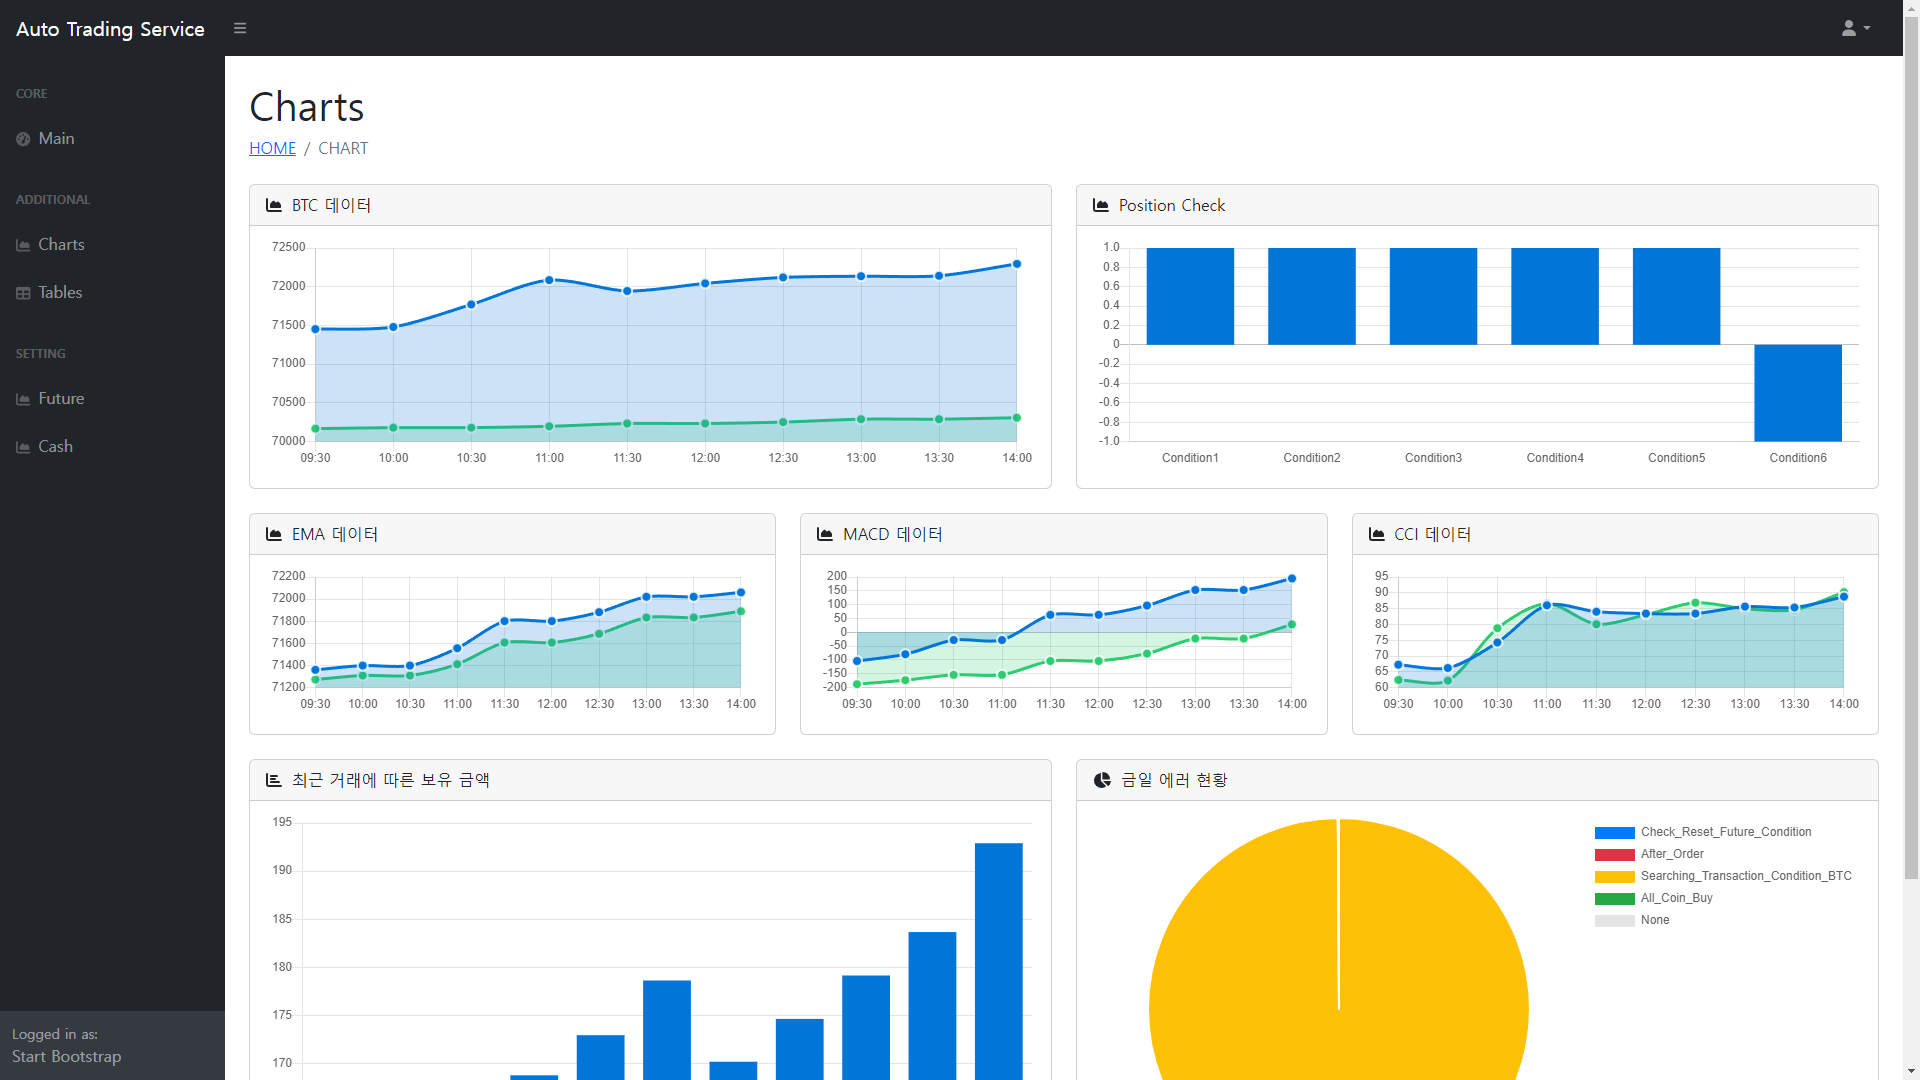 Auto Trading Service
CORE
Main
ADDITIONAL
Charts
Tables
SETTING
Future
Cash
Logged in as:
Start Bootstrap
Charts
HOME / CHART
BTC 데이터
72500
72000
71500
71000
70500
70000
09:30 10:00 10:30 11:00 11:30 12:00 12:30 13:00 13:30 14:00
Position Check
1.0
0.8
0.6
0.4
0.2
0
-0.2
-0.4
-0.6
-0.8
-1.0
Condition1 Condition2 Condition3 Condition4 Condition5 Condition6
EMA 데이터
72200
72000
71800
71600
71400
71200
09:30 10:00 10:30 11:00 11:30 12:00 12:30 13:00 13:30 14:00
MACD 데이터
200
150
100
50
0
-50
-100
-150
-200
09:30 10:00 10:30 11:00 11:30 12:00 12:30 13:00 13:30 14:00
CCI 데이터
95
90
85
80
75
70
65
60
09:30 10:00 10:30 11:00 11:30 12:00 12:30 13:00 13:30 14:00
최근 거래에 따른 보유 금액
195
190
185
180
175
170
금일 에러 현황
Check_Reset_Future_Condition
After_Order
Searching_Transaction_Condition_BTC
All_Coin_Buy
None